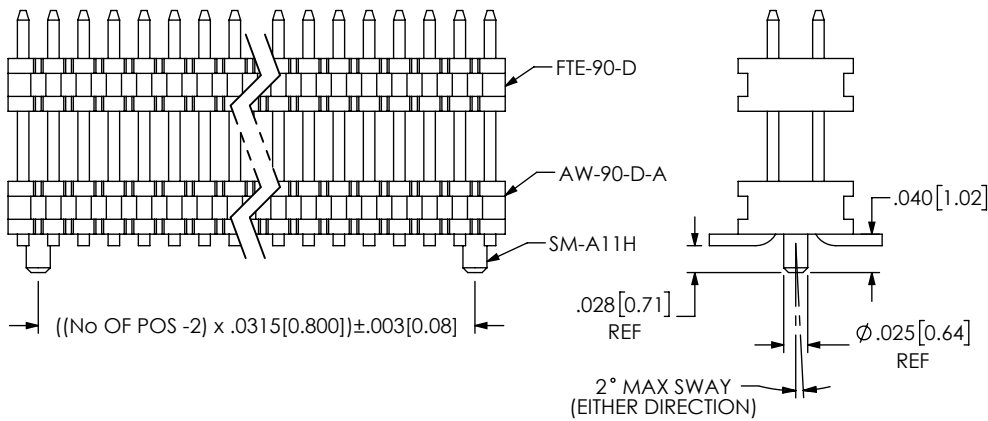 FTE-90-D
AW-90-D-A
SM-A11H
((No OF POS -2) x .0315[0.800])±.003[0.08]
.040[1.02]
.028[0.71]
REF
Ø.025[0.64]
REF
2° MAX SWAY
(EITHER DIRECTION)